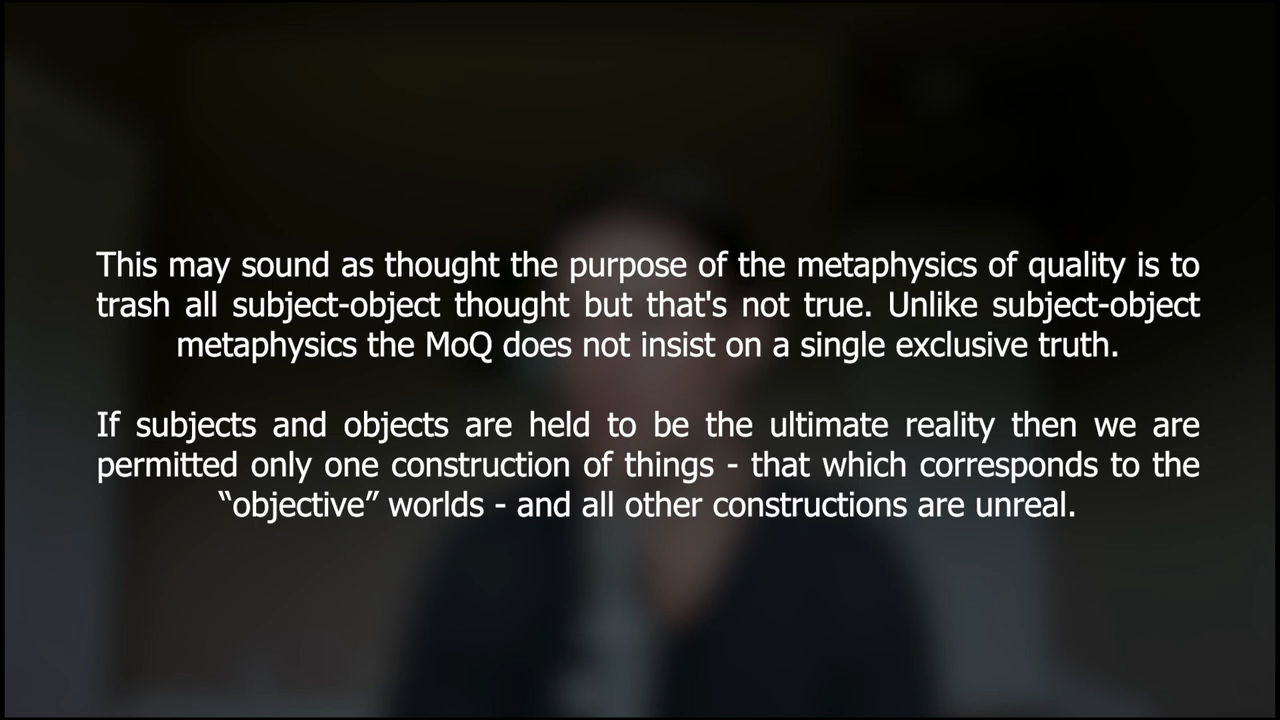 This may sound as thought the purpose of the metaphysics of quality is to
trash all subject-object thought but that's not true. Unlike subject-object
metaphysics the MoQ does not insist on a single exclusive truth.
If subjects and objects are held to be the ultimate reality then we are
permitted only one construction of things - that which corresponds to the
“objective” worlds - and all other constructions are unreal.